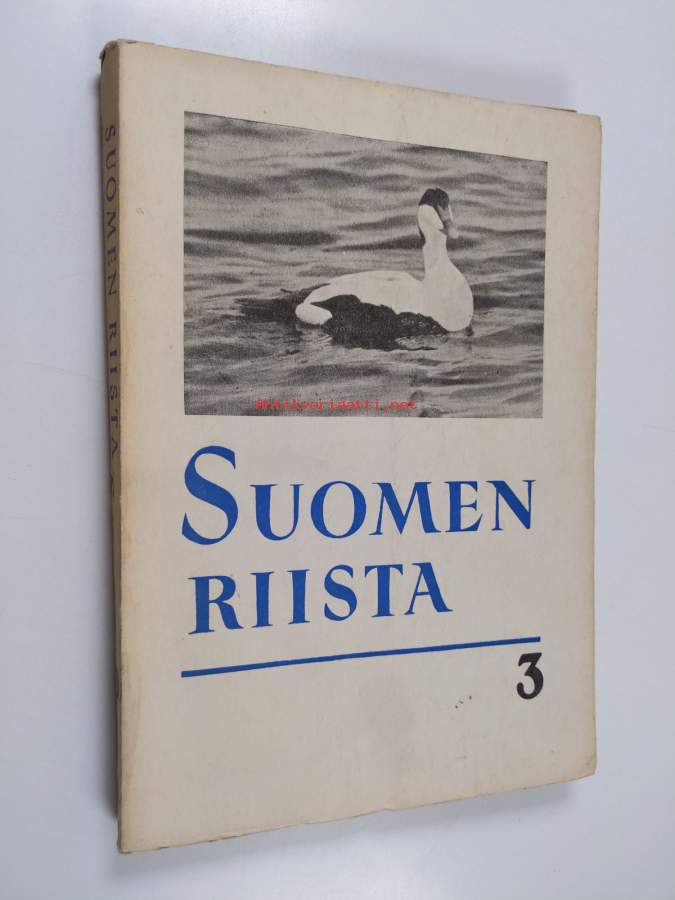 SUOMEN RIISTA
antikvariaatti.net
SUOMEN
RIISTA
3